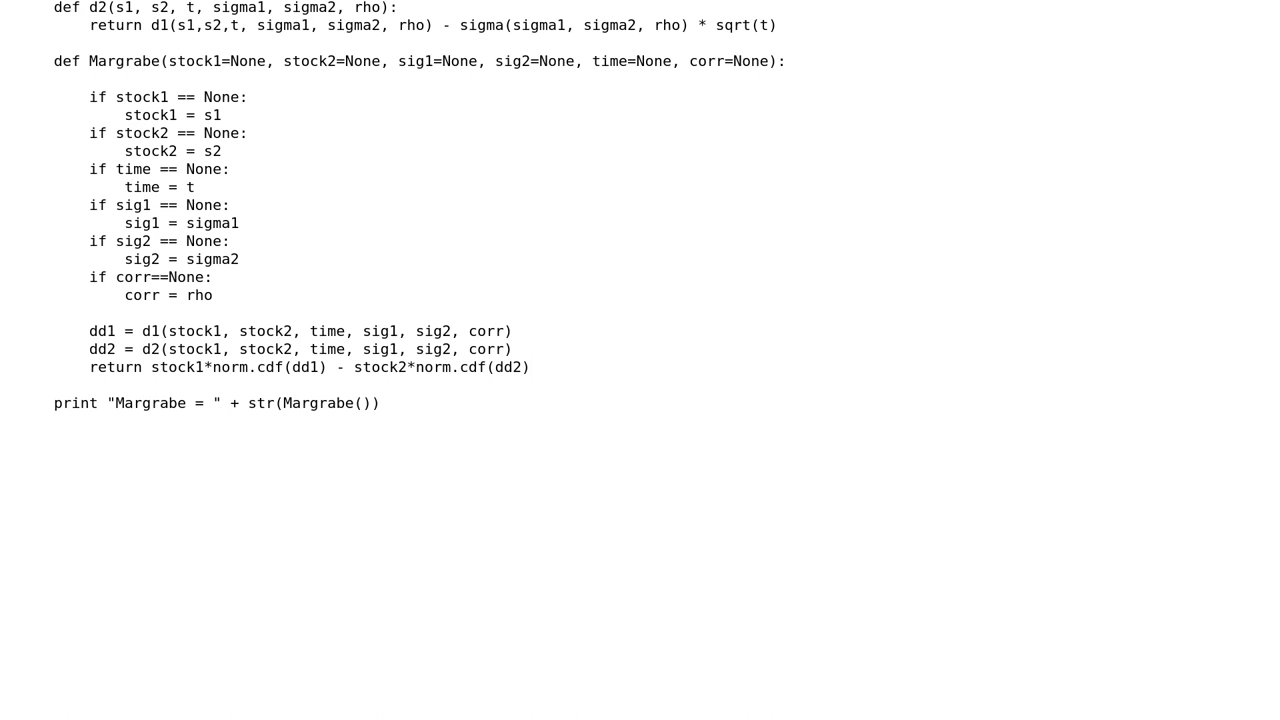 def d2(s1, s2, t, sigma1, sigma2, rho):
    return d1(s1,s2,t, sigma1, sigma2, rho) - sigma(sigma1, sigma2, rho) * sqrt(t)

def Margrabe(stock1=None, stock2=None, sig1=None, sig2=None, time=None, corr=None):

    if stock1 == None:
        stock1 = s1
    if stock2 == None:
        stock2 = s2
    if time == None:
        time = t
    if sig1 == None:
        sig1 = sigma1
    if sig2 == None:
        sig2 = sigma2
    if corr==None:
        corr = rho

    dd1 = d1(stock1, stock2, time, sig1, sig2, corr)
    dd2 = d2(stock1, stock2, time, sig1, sig2, corr)
    return stock1*norm.cdf(dd1) - stock2*norm.cdf(dd2)

print "Margrabe = " + str(Margrabe())